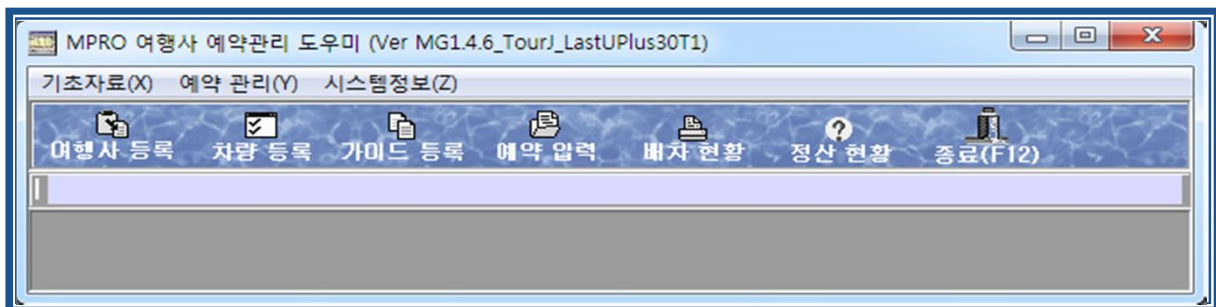 MPRO 여행사 예약관리 도우미 (Ver MG1.4.6_TourJ_LastUPlus30T1)
기초자료(X) 예약 관리(Y) 시스템정보(Z)
여행사 등록 차량 등록 가이드 등록 예약 입력 배차 현황 정산 현황 종료(F12)